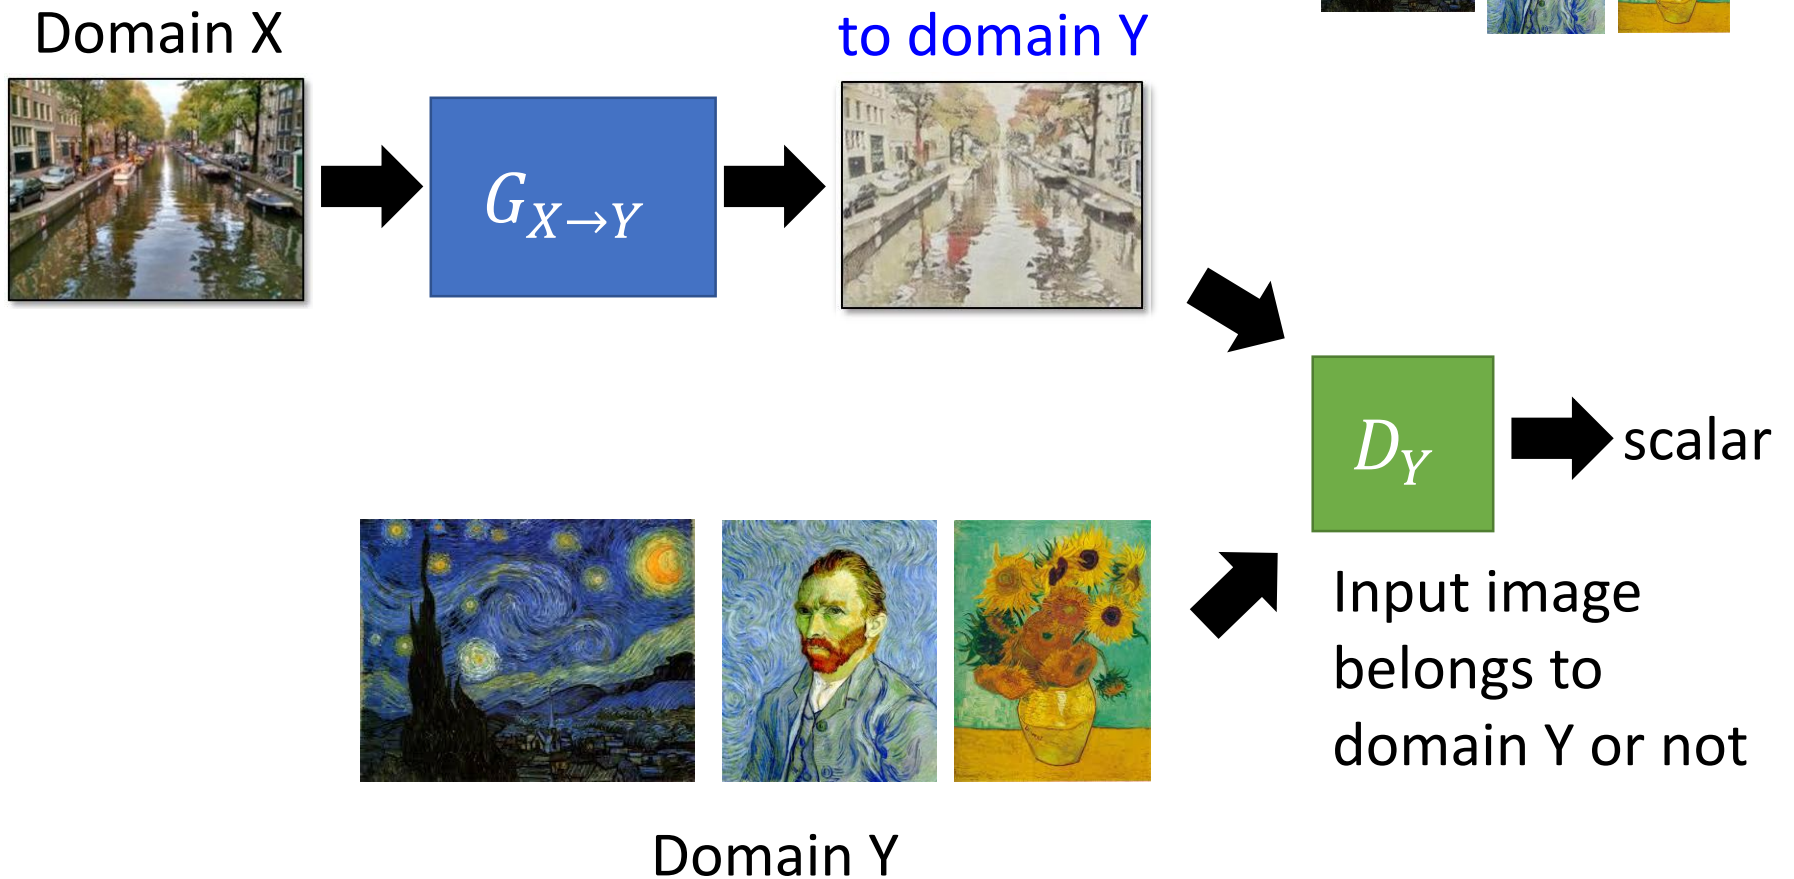 Domain X
to domain Y
G_{X→Y}
D_Y
scalar
Input image
belongs to
domain Y or not
Domain Y